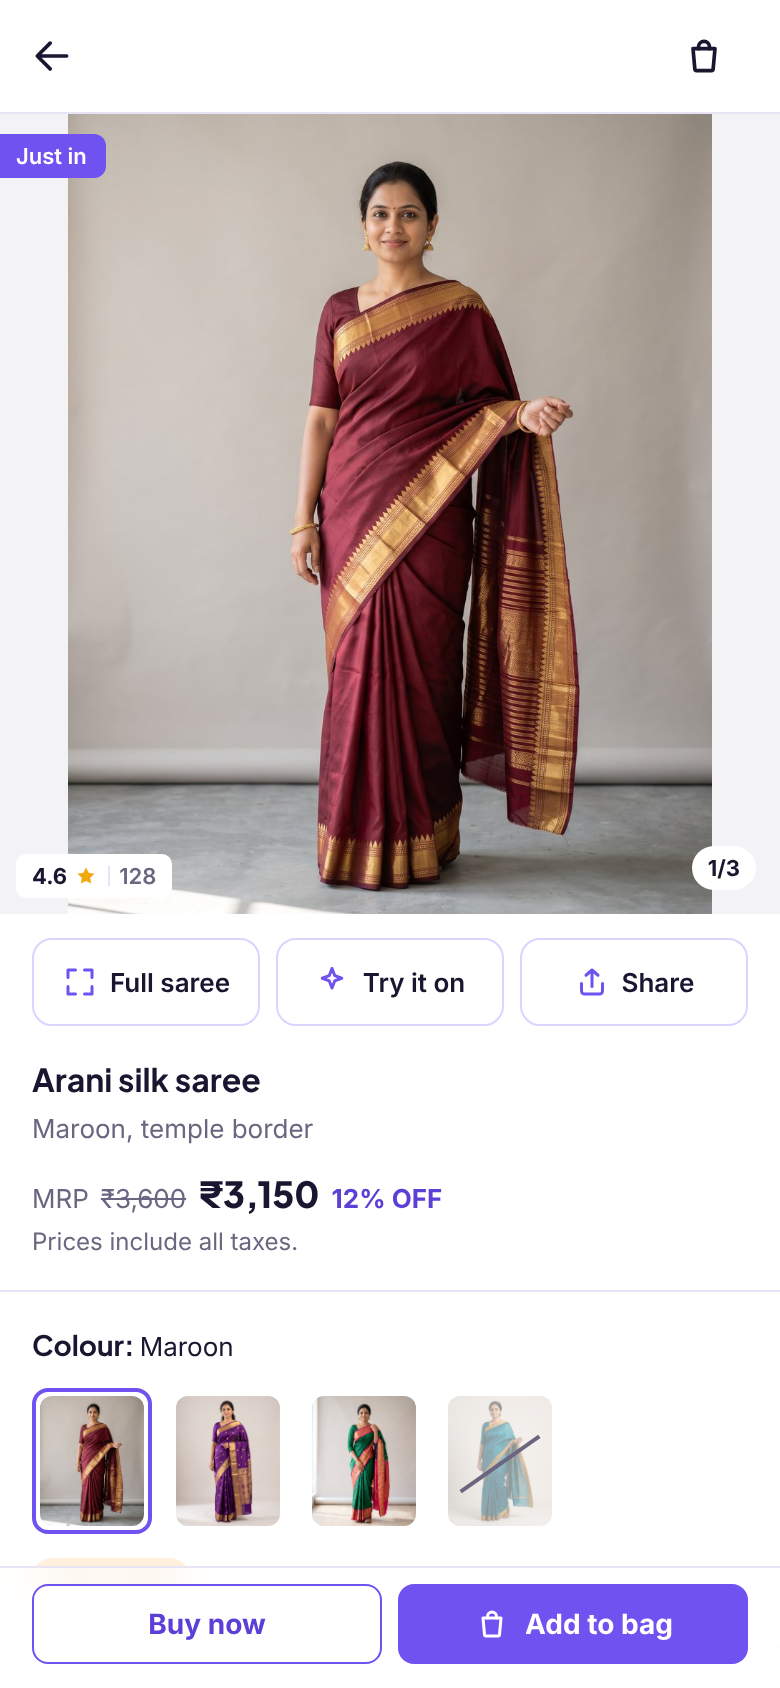 Just in
4.6 ★ 128
1/3
Full saree
Try it on
Share
Arani silk saree
Maroon, temple border
MRP ₹3,600 ₹3,150 12% OFF
Prices include all taxes.
Colour: Maroon
Buy now
Add to bag